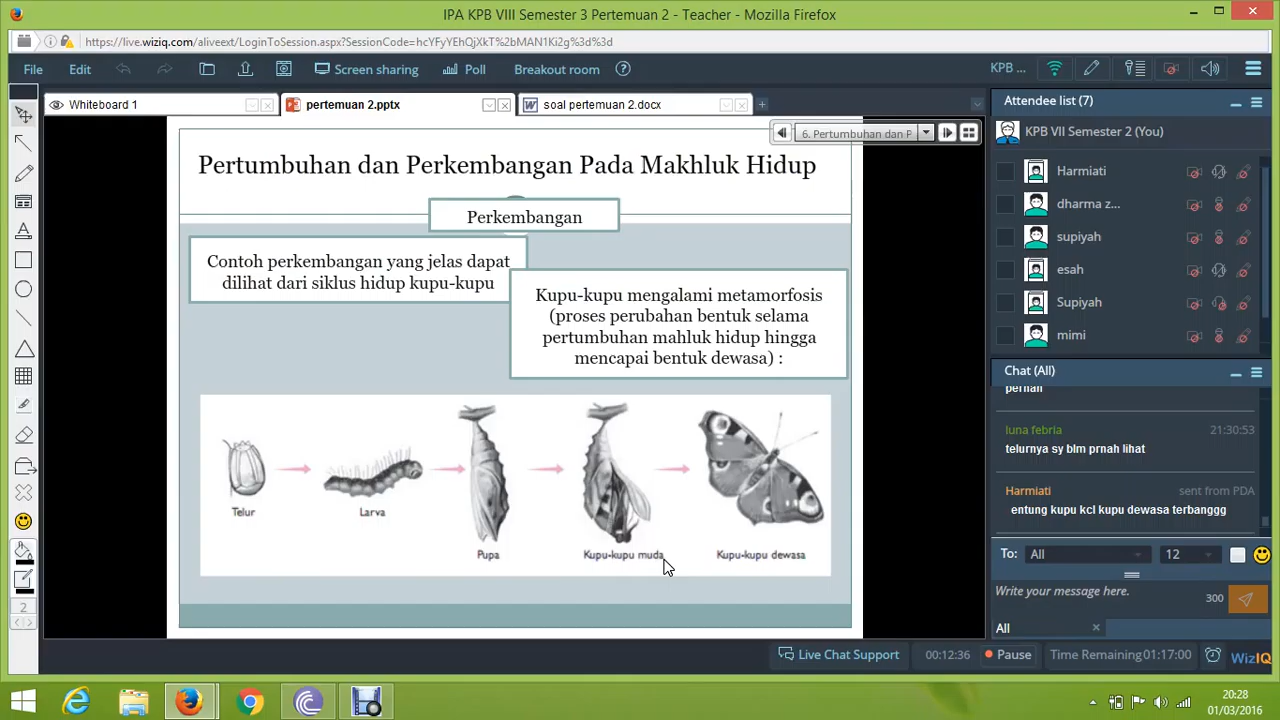 IPA KPB VIII Semester 3 Pertemuan 2 - Teacher - Mozilla Firefox
https://live.wiziq.com/aliveext/LoginToSession.aspx?SessionCode=hcYFyYEhQjXkT%2bMAN1Ki2g%3d%3d
File Edit Screen sharing Poll Breakout room ? KPB ...
Whiteboard 1 pertemuan 2.pptx soal pertemuan 2.docx
Attendee list (7)
6. Pertumbuhan dan P
KPB VII Semester 2 (You)
Harmiati
dharma z...
supiyah
esah
Supiyah
mimi
Pertumbuhan dan Perkembangan Pada Makhluk Hidup
Perkembangan
Contoh perkembangan yang jelas dapat
dilihat dari siklus hidup kupu-kupu
Kupu-kupu mengalami metamorfosis
(proses perubahan bentuk selama
pertumbuhan mahluk hidup hingga
mencapai bentuk dewasa) :
Telur
Larva
Pupa
Kupu-kupu muda
Kupu-kupu dewasa
Chat (All)
pernah
luna febria 21:30:53
telurnya sy blm prnah lihat
Harmiati sent from PDA
entung kupu kcl kupu dewasa terbanggg
To: All 12
Write your message here. 300
All
2
Live Chat Support 00:12:36 Pause Time Remaining 01:17:00 WizIQ
20:28
01/03/2016